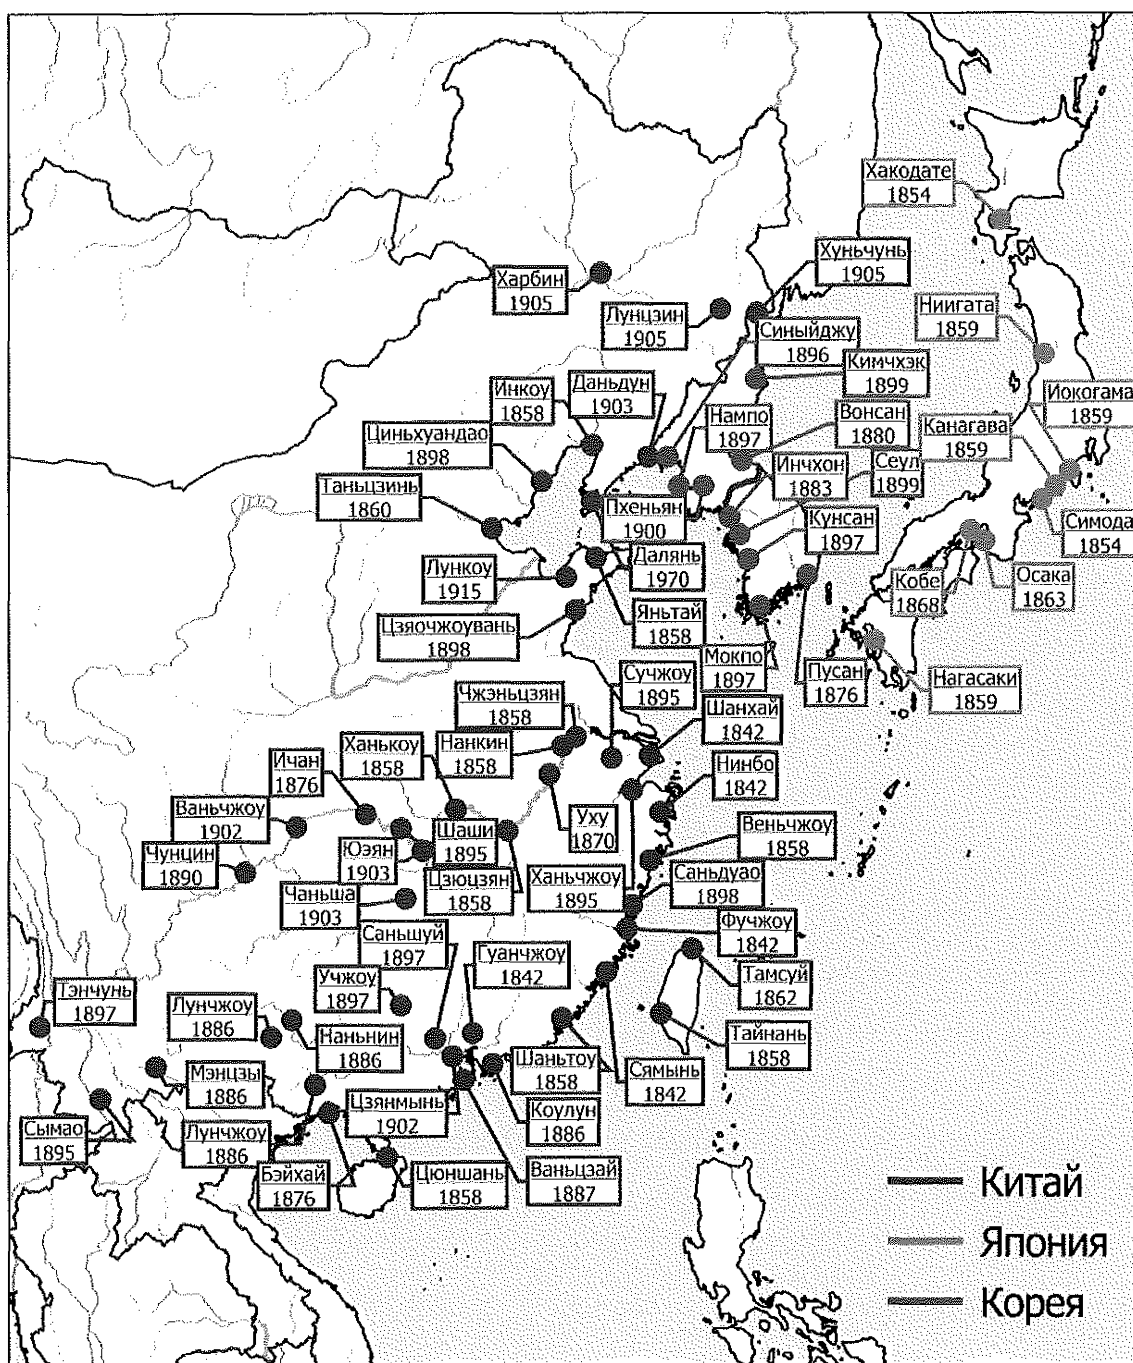 Хакодате
1854
Хуньчунь
1905
Харбин
1905
Лунцзин
1905
Ниигата
1859
Синыйджу
1896
Кимчхэк
1899
Инкоу
1858
Даньдун
1903
Йокогама
1859
Нампо
1897
Вонсан
1880
Канагава
1859
Циньхуандао
1898
Инчхон
1883
Сеул
1899
Таньцзинь
1860
Пхеньян
1900
Кунсан
1897
Симода
1854
Далянь
1970
Лункоу
1915
Кобе
1868
Осака
1863
Яньтай
1858
Цзяочжоувань
1898
Мокпо
1897
Пусан
1876
Нагасаки
1859
Сучжоу
1895
Чжэньцзян
1858
Шанхай
1842
Ханькоу
1858
Нанкин
1858
Ичан
1876
Нинбо
1842
Ваньчжоу
1902
Уху
1870
Шаши
1895
Веньчжоу
1858
Юэян
1903
Чунцин
1890
Цзюцзян
1858
Ханьчжоу
1895
Саньдуао
1898
Чаньша
1903
Фучжоу
1842
Саньшуй
1897
Гуанчжоу
1842
Тамсуй
1862
Учжоу
1897
Тэнчунь
1897
Лунчжоу
1886
Наньнин
1886
Тайнань
1858
Шаньтоу
1858
Сямынь
1842
Мэнцзы
1886
Цзянмынь
1902
Коулун
1886
Сымао
1895
Лунчжоу
1886
Бэйхай
1876
Цюншань
1858
Ваньцзай
1887
Китай
Япония
Корея